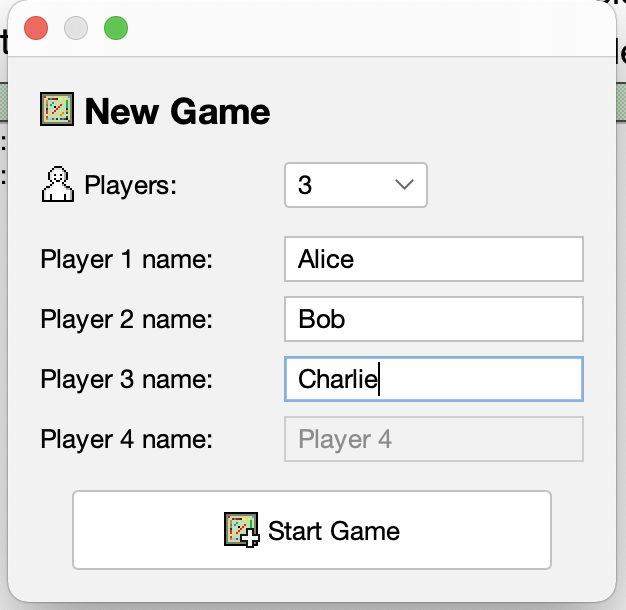 New Game
Players: 3
Player 1 name: Alice
Player 2 name: Bob
Player 3 name: Charlie
Player 4 name: Player 4
Start Game